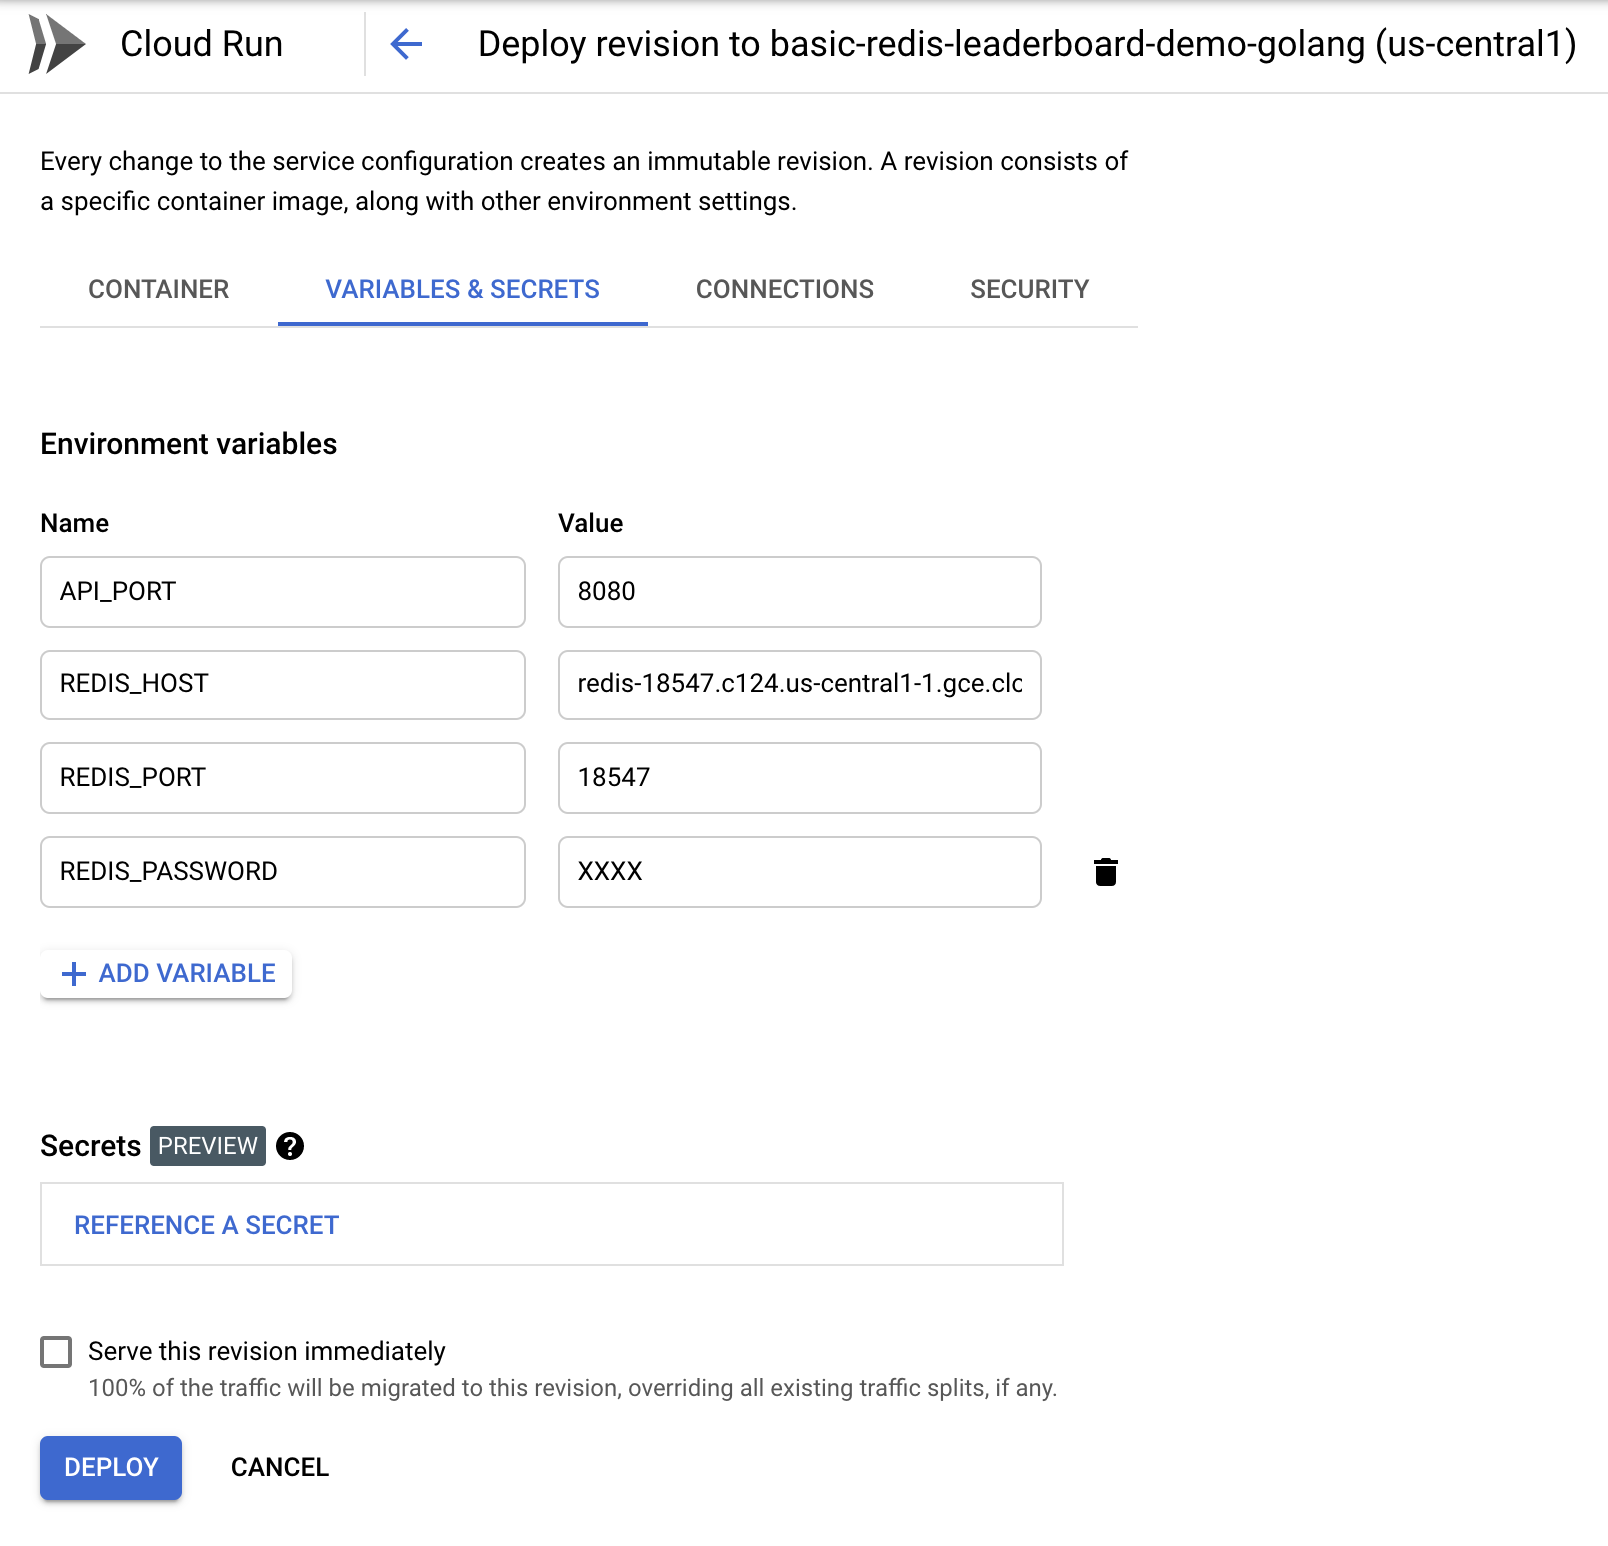 Cloud Run
Deploy revision to basic-redis-leaderboard-demo-golang (us-central1)
Every change to the service configuration creates an immutable revision. A revision consists of
a specific container image, along with other environment settings.
CONTAINER VARIABLES & SECRETS CONNECTIONS SECURITY
Environment variables
Name Value
API_PORT 8080
REDIS_HOST redis-18547.c124.us-central1-1.gce.clc
REDIS_PORT 18547
REDIS_PASSWORD XXXX
+ ADD VARIABLE
Secrets PREVIEW ?
REFERENCE A SECRET
Serve this revision immediately
100% of the traffic will be migrated to this revision, overriding all existing traffic splits, if any.
DEPLOY CANCEL